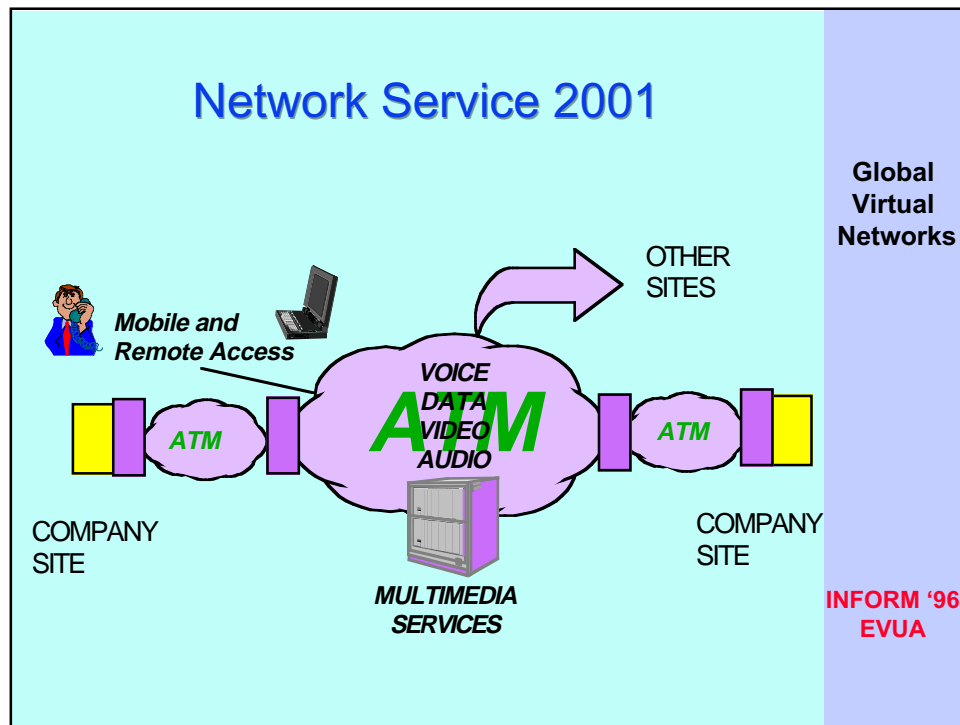 Network Service 2001
Global
Virtual
Networks
OTHER
SITES
Mobile and
Remote Access
VOICE
DATA
VIDEO
AUDIO
ATM
ATM
ATM
COMPANY
SITE
COMPANY
SITE
MULTIMEDIA
SERVICES
INFORM ‘96
EVUA